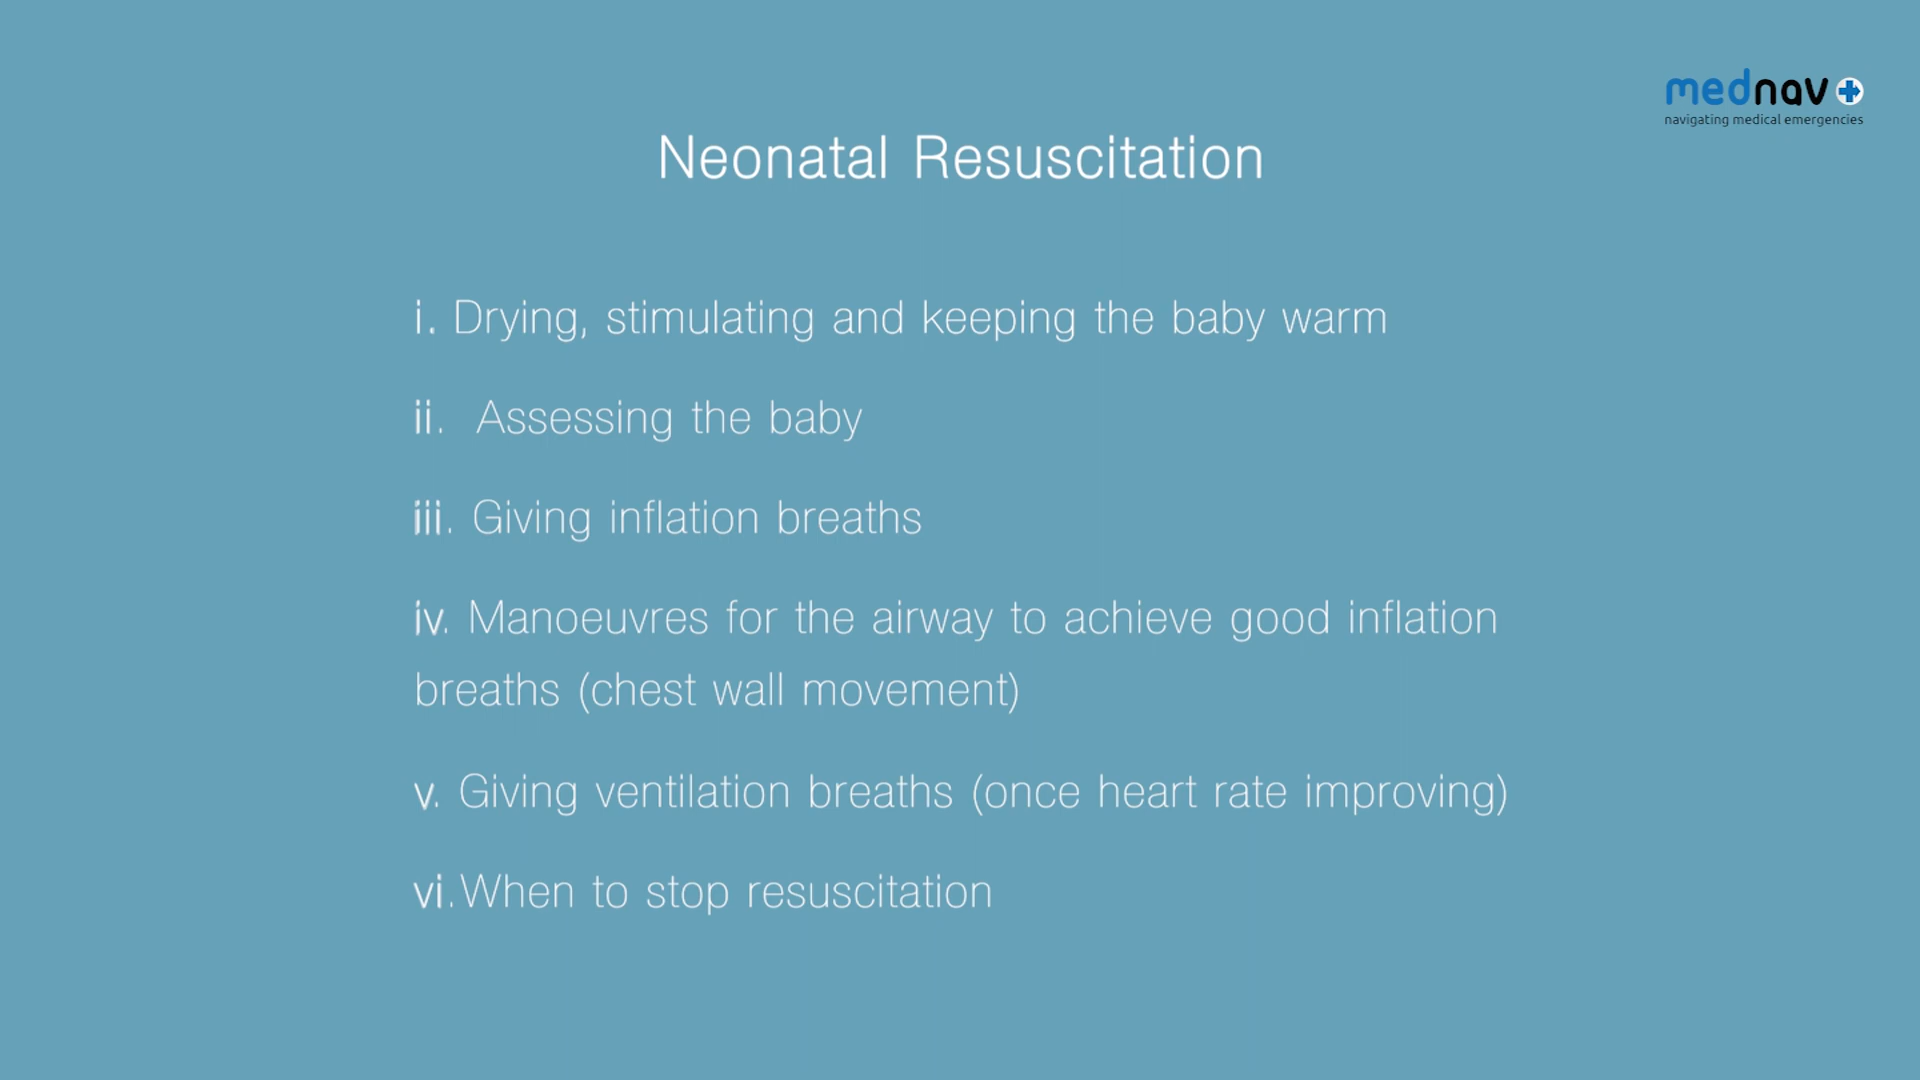 mednav
navigating medical emergencies
Neonatal Resuscitation
i. Drying, stimulating and keeping the baby warm
ii. Assessing the baby
iii. Giving inflation breaths
iv. Manoeuvres for the airway to achieve good inflation
breaths (chest wall movement)
v. Giving ventilation breaths (once heart rate improving)
vi.When to stop resuscitation